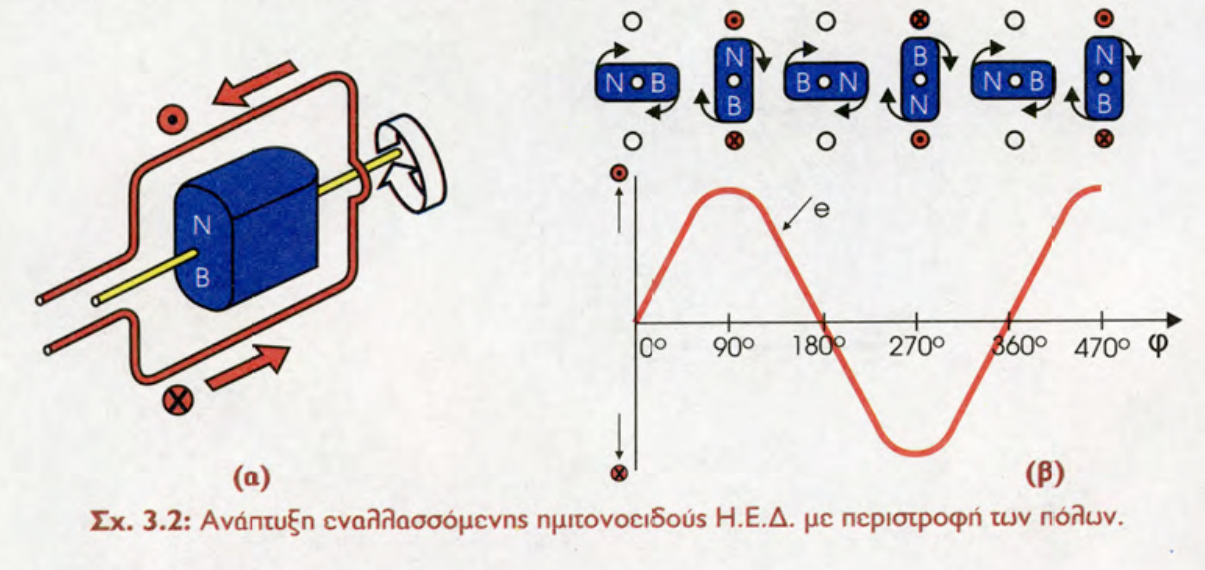 N B
N
B
B N
B
N
N B
N
B
N
B
e
0° 90° 180° 270° 360° 470° φ
(α)
(β)
Σχ. 3.2: Ανάπτυξη εναλλασσόμενης ημιτονοειδούς Η.Ε.Δ. με περιστροφή των πόλων.